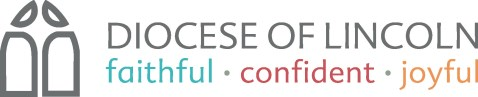 DIOCESE OF LINCOLN
faithful • confident • joyful